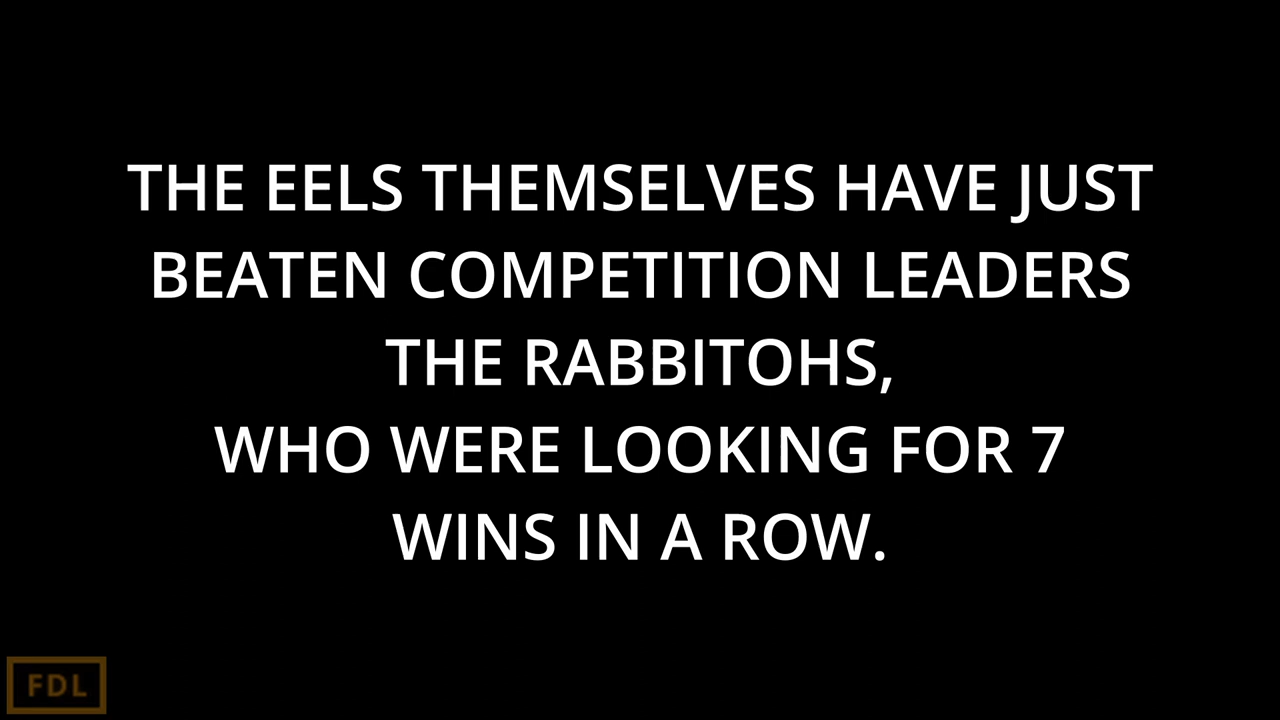 THE EELS THEMSELVES HAVE JUST
BEATEN COMPETITION LEADERS
THE RABBITOHS,
WHO WERE LOOKING FOR 7
WINS IN A ROW.
FDL